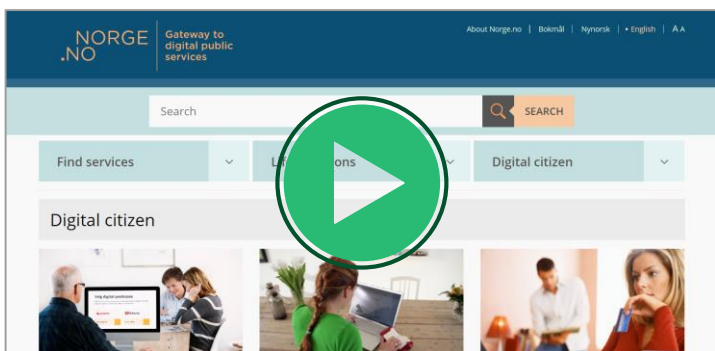 NORGE
.NO
Gateway to
digital public
services
About Norge.no | Bokmål | Nynorsk | • English | A A
Search
SEARCH
Find services
Digital citizen
Digital citizen